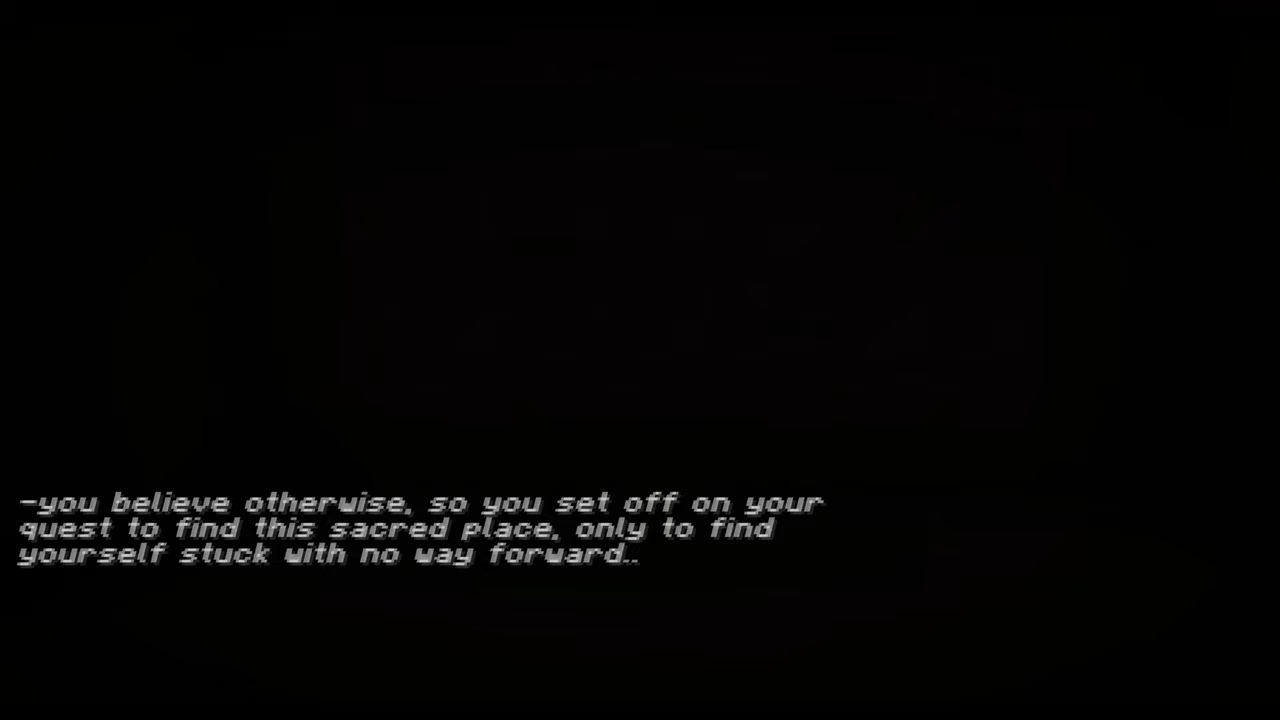 -you believe otherwise, so you set off on your
quest to find this sacred place, only to find
yourself stuck with no way forward..